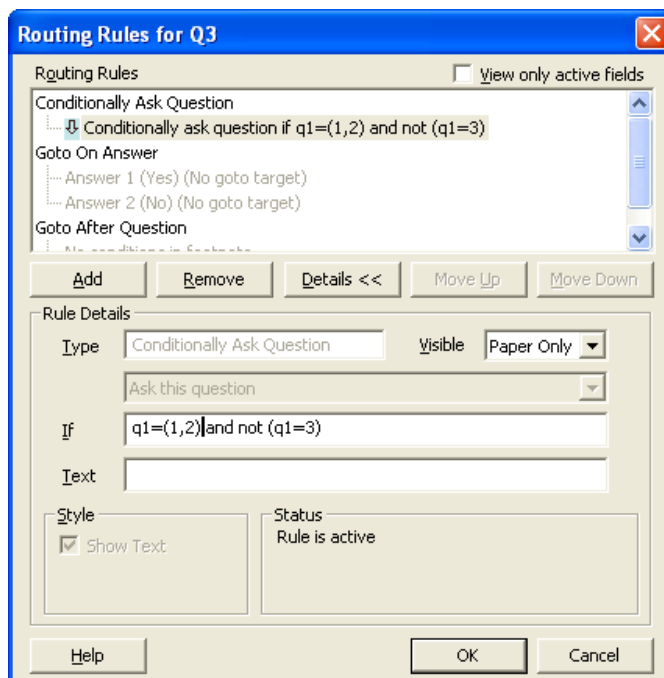 Routing Rules for Q3
Routing Rules
View only active fields
Conditionally Ask Question
Conditionally ask question if q1=(1,2) and not (q1=3)
Goto On Answer
Answer 1 (Yes) (No goto target)
Answer 2 (No) (No goto target)
Goto After Question
No conditions in footnote
Add Remove Details << Move Up Move Down
Rule Details
Type Conditionally Ask Question Visible Paper Only
Ask this question
If q1=(1,2) and not (q1=3)
Text
Style Status
Show Text Rule is active
Help OK Cancel